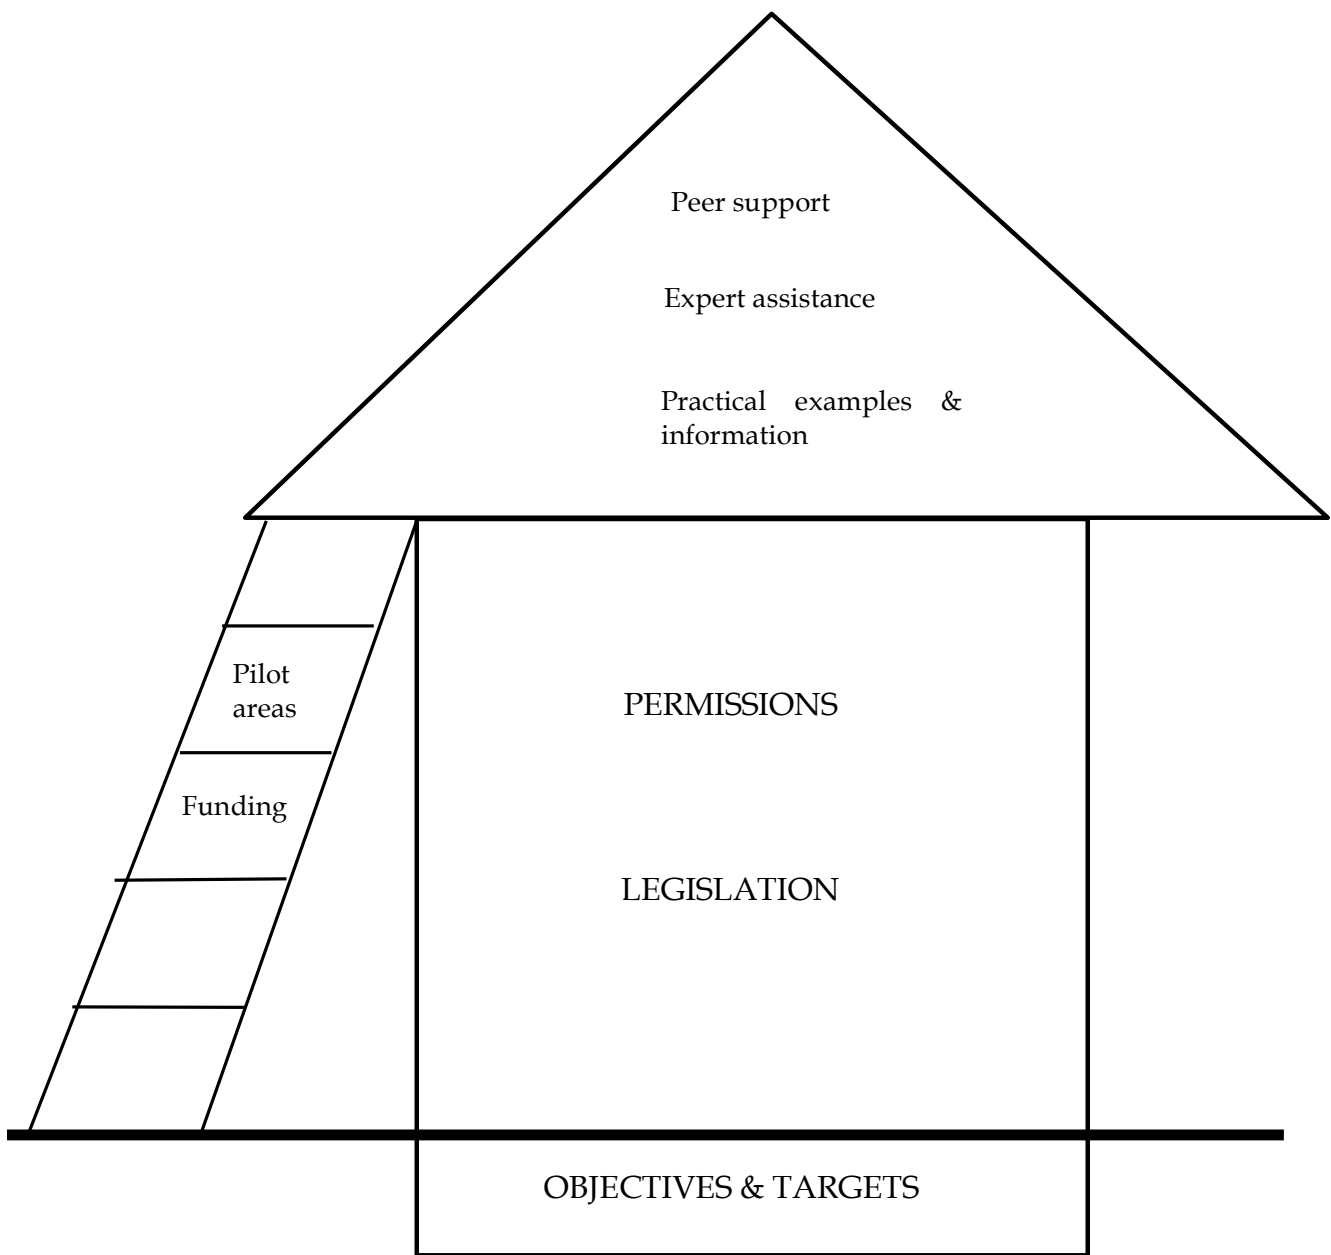 Peer support
Expert assistance
Practical examples &
information
Pilot
areas
PERMISSIONS
Funding
LEGISLATION
OBJECTIVES & TARGETS